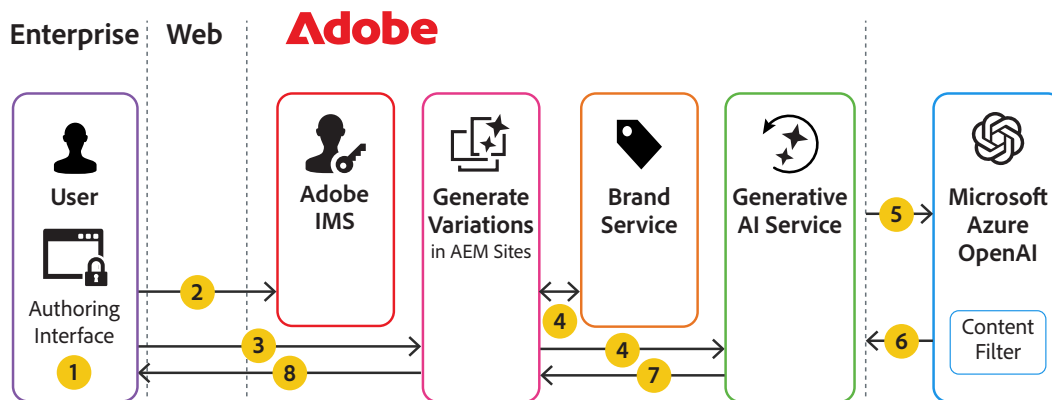 Enterprise
Web
Adobe
User
Authoring
Interface
1
2
3
8
Adobe
IMS
Generate
Variations
in AEM Sites
4
Brand
Service
4
7
Generative
AI Service
5
6
Microsoft
Azure
OpenAI
Content
Filter